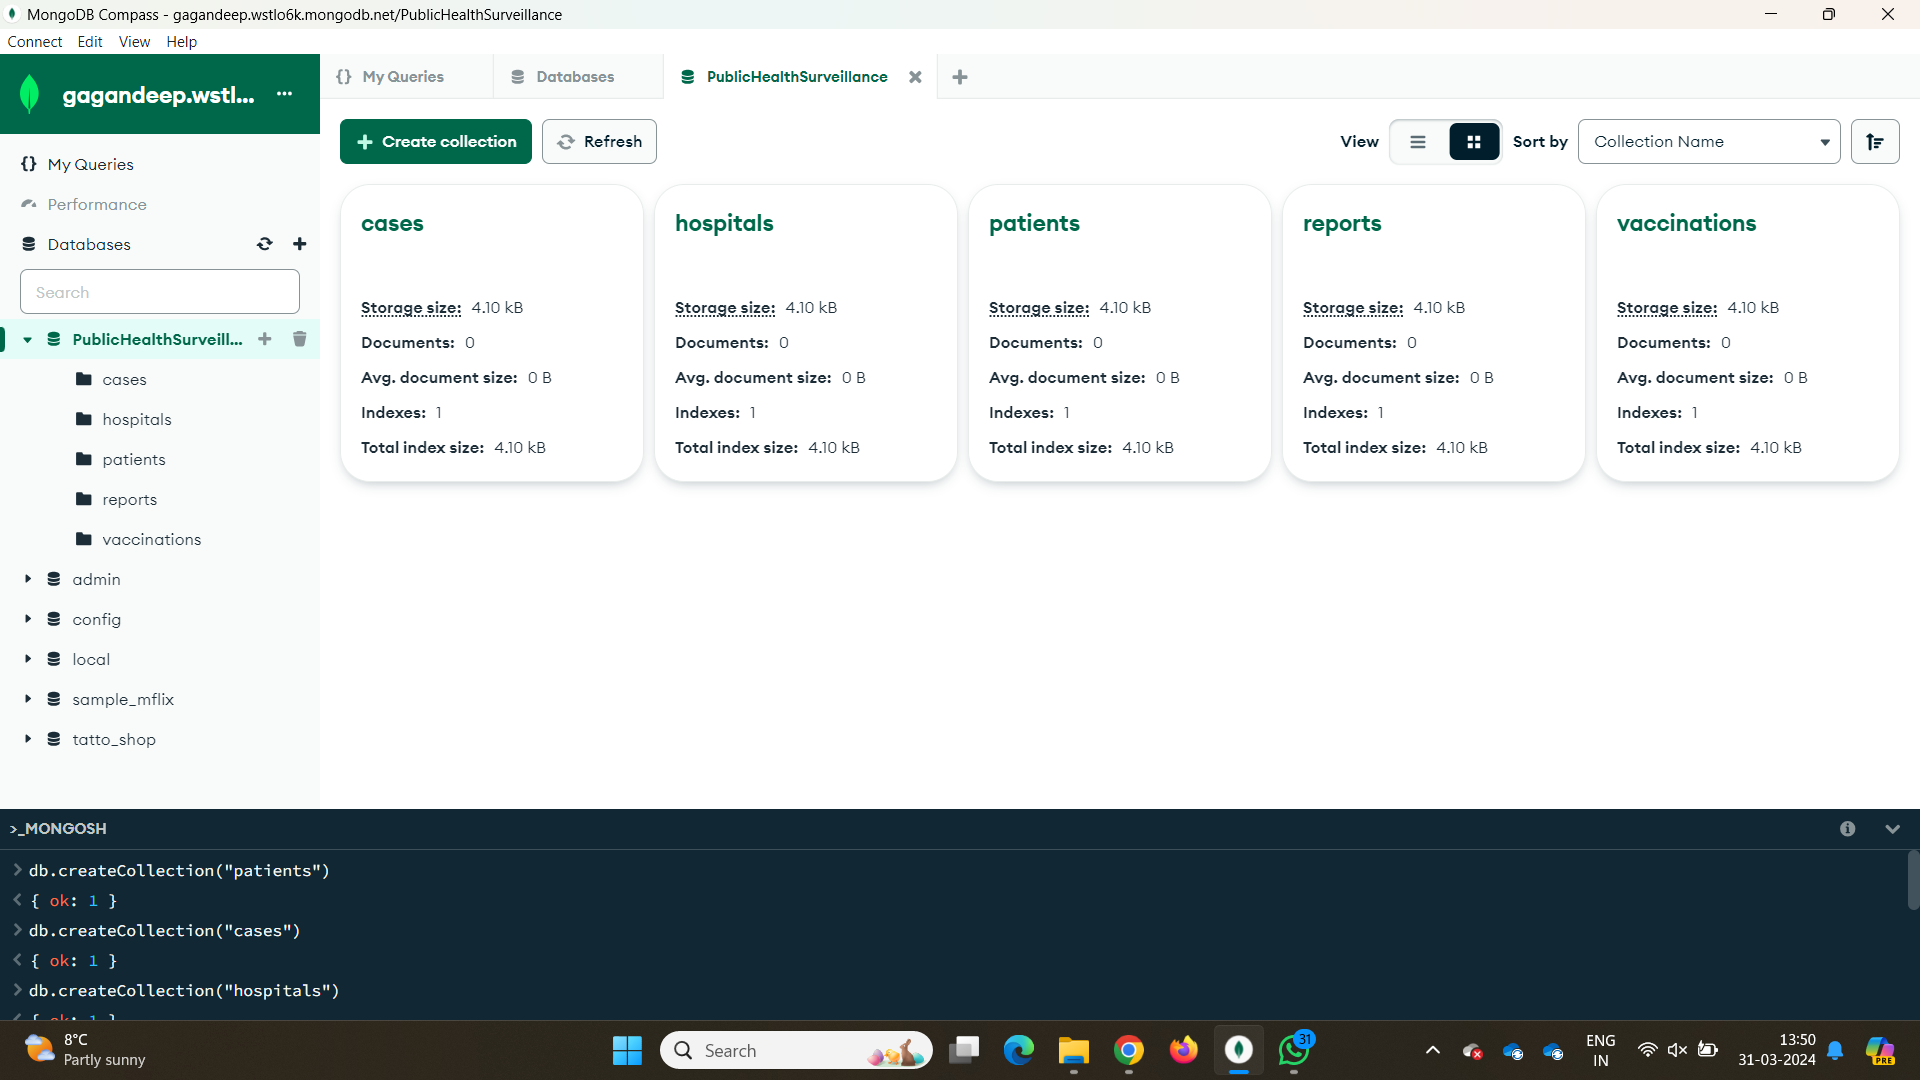 MongoDB Compass - gagandeep.wstlo6k.mongodb.net/PublicHealthSurveillance
Connect Edit View Help
gagandeep.wstl... ...
{} My Queries
Performance
Databases
Search
PublicHealthSurveill...
cases
hospitals
patients
reports
vaccinations
admin
config
local
sample_mflix
tatto_shop
{} My Queries
Databases
PublicHealthSurveillance
Create collection
Refresh
View
Sort by
Collection Name
cases
Storage size: 4.10 kB
Documents: 0
Avg. document size: 0 B
Indexes: 1
Total index size: 4.10 kB
hospitals
Storage size: 4.10 kB
Documents: 0
Avg. document size: 0 B
Indexes: 1
Total index size: 4.10 kB
patients
Storage size: 4.10 kB
Documents: 0
Avg. document size: 0 B
Indexes: 1
Total index size: 4.10 kB
reports
Storage size: 4.10 kB
Documents: 0
Avg. document size: 0 B
Indexes: 1
Total index size: 4.10 kB
vaccinations
Storage size: 4.10 kB
Documents: 0
Avg. document size: 0 B
Indexes: 1
Total index size: 4.10 kB
>_MONGOSH
> db.createCollection("patients")
< { ok: 1 }
> db.createCollection("cases")
< { ok: 1 }
> db.createCollection("hospitals")
< { ok: 1 }
8°C
Partly sunny
Search
31
ENG
IN
13:50
31-03-2024
PRE